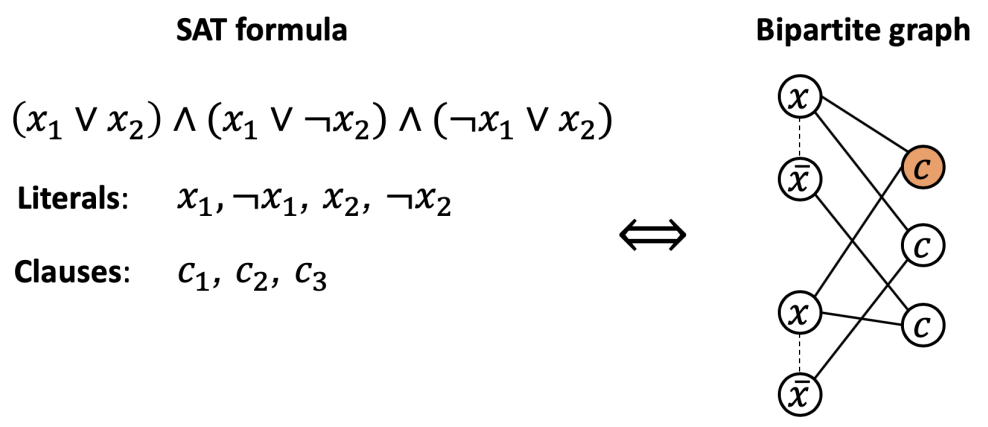 SAT formula
(x₁ ∨ x₂) ∧ (x₁ ∨ ¬x₂) ∧ (¬x₁ ∨ x₂)
Literals: x₁, ¬x₁, x₂, ¬x₂
Clauses: c₁, c₂, c₃
⟺
Bipartite graph
x
c
x̄
c
x
c
x̄